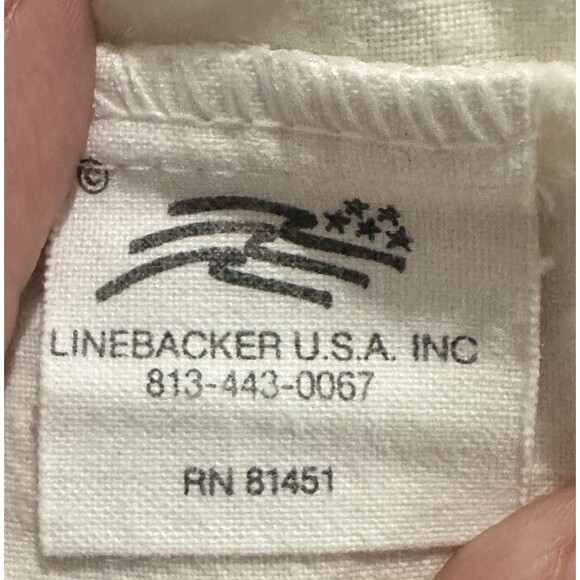 ©
LINEBACKER U.S.A. INC
813-443-0067
RN 81451